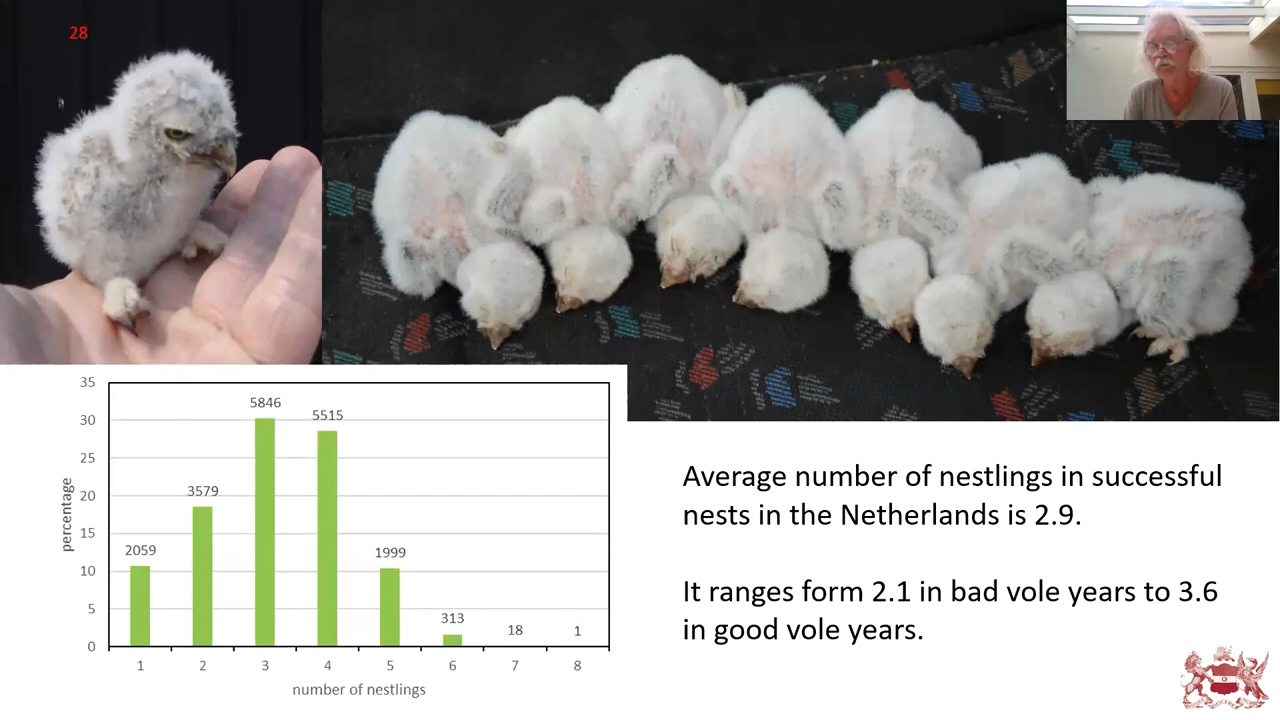 28
35
30
25
20
15
10
5
0
percentage
2059
3579
5846
5515
1999
313
18
1
1 2 3 4 5 6 7 8
number of nestlings
Average number of nestlings in successful
nests in the Netherlands is 2.9.
It ranges form 2.1 in bad vole years to 3.6
in good vole years.